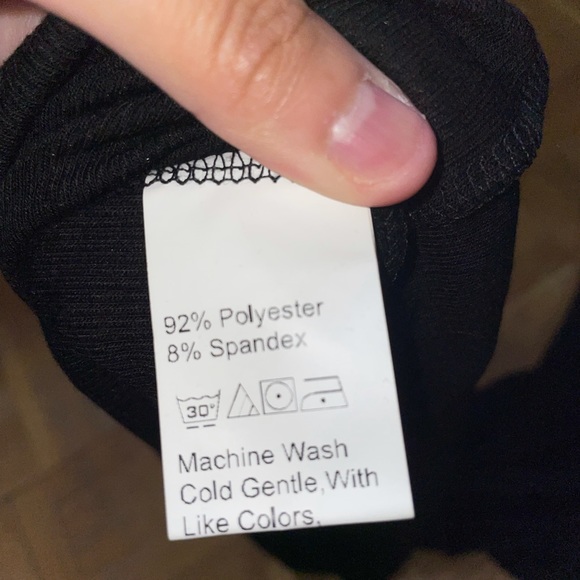 92% Polyester
8% Spandex
30°
Machine Wash
Cold Gentle,With
Like Colors,